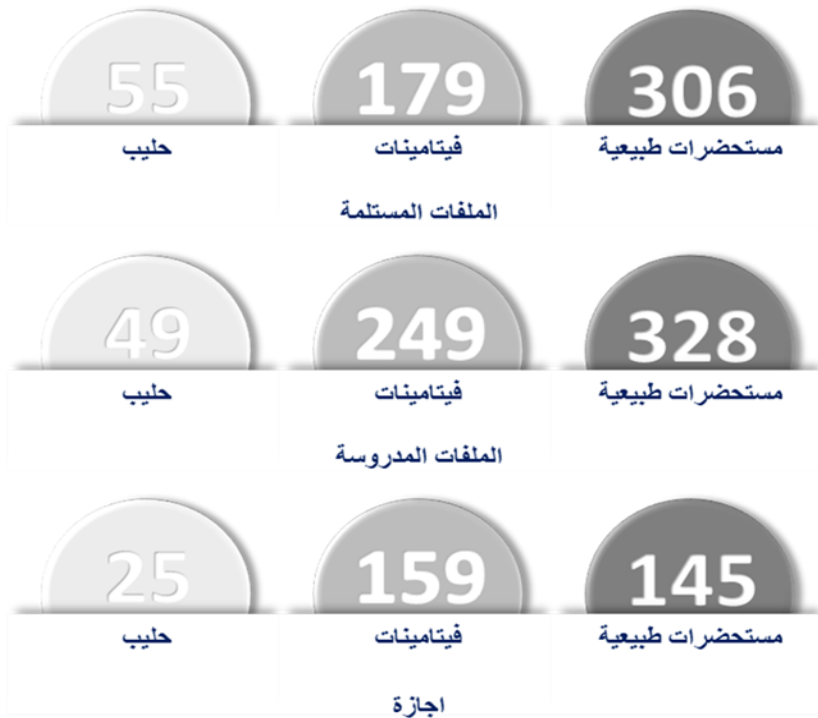 306 179 55
مستحضرات طبيعية فيتامينات حليب
الملفات المستلمة
328 249 49
مستحضرات طبيعية فيتامينات حليب
الملفات المدروسة
145 159 25
مستحضرات طبيعية فيتامينات حليب
اجازة